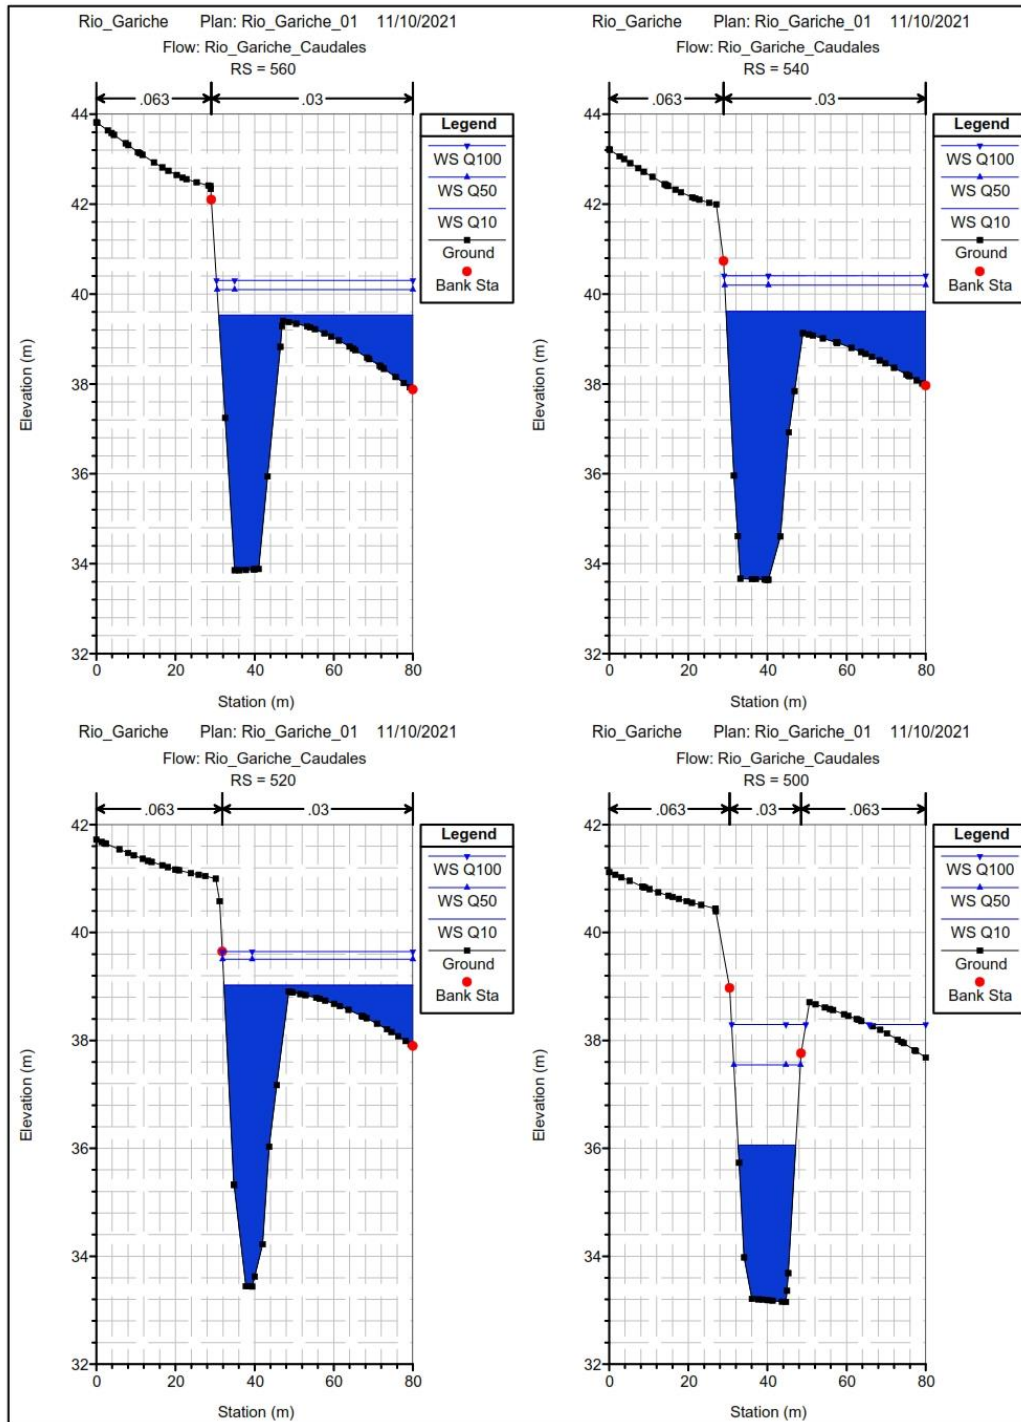 Rio_Gariche Plan: Rio_Gariche_01 11/10/2021
Flow: Rio_Gariche_Caudales
RS = 560
.063 .03
Legend
WS Q100
WS Q50
WS Q10
Ground
Bank Sta
44
42
40
38
36
34
32
0 20 40 60 80
Elevation (m)
Station (m)
Rio_Gariche Plan: Rio_Gariche_01 11/10/2021
Flow: Rio_Gariche_Caudales
RS = 540
.063 .03
Legend
WS Q100
WS Q50
WS Q10
Ground
Bank Sta
44
42
40
38
36
34
32
0 20 40 60 80
Elevation (m)
Station (m)
Rio_Gariche Plan: Rio_Gariche_01 11/10/2021
Flow: Rio_Gariche_Caudales
RS = 520
.063 .03
Legend
WS Q100
WS Q50
WS Q10
Ground
Bank Sta
42
40
38
36
34
32
0 20 40 60 80
Elevation (m)
Station (m)
Rio_Gariche Plan: Rio_Gariche_01 11/10/2021
Flow: Rio_Gariche_Caudales
RS = 500
.063 .03 .063
Legend
WS Q100
WS Q50
WS Q10
Ground
Bank Sta
42
40
38
36
34
32
0 20 40 60 80
Elevation (m)
Station (m)